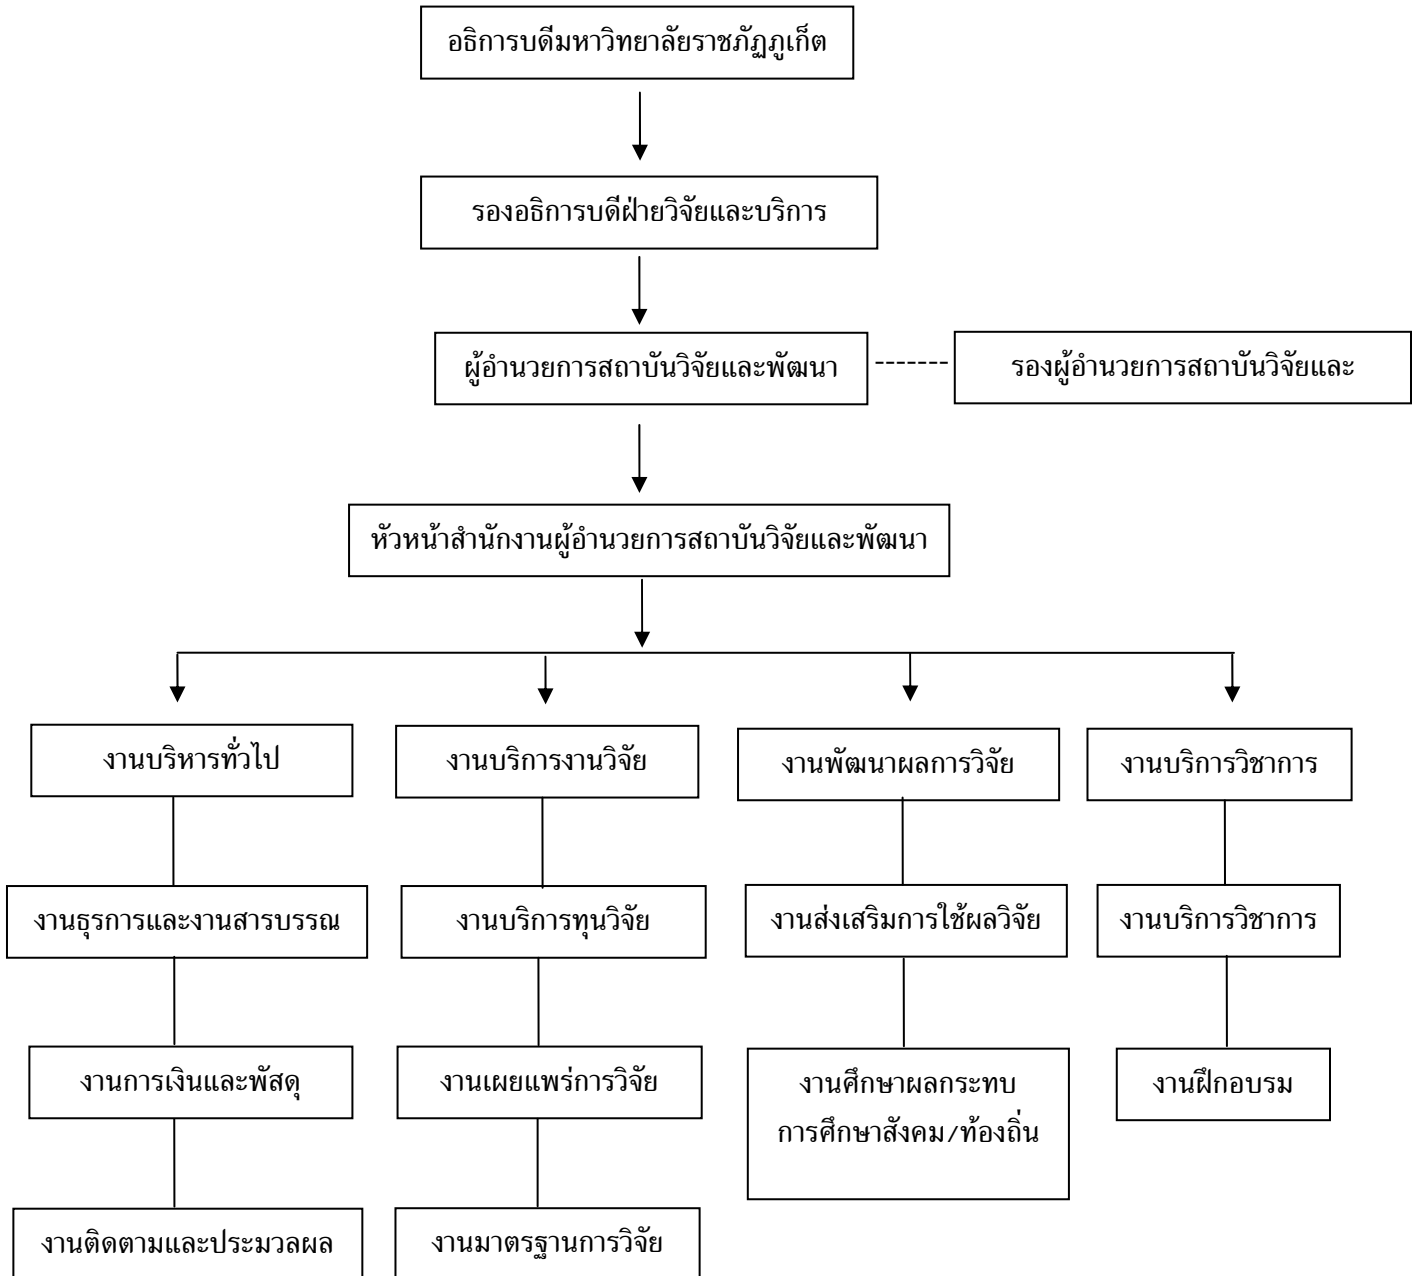 อธิการบดีมหาวิทยาลัยราชภัฏภูเก็ต
รองอธิการบดีฝ่ายวิจัยและบริการ
ผู้อำนวยการสถาบันวิจัยและพัฒนา
รองผู้อำนวยการสถาบันวิจัยและ
หัวหน้าสำนักงานผู้อำนวยการสถาบันวิจัยและพัฒนา
งานบริหารทั่วไป
งานบริการงานวิจัย
งานพัฒนาผลการวิจัย
งานบริการวิชาการ
งานธุรการและงานสารบรรณ
งานบริการทุนวิจัย
งานส่งเสริมการใช้ผลวิจัย
งานบริการวิชาการ
งานการเงินและพัสดุ
งานเผยแพร่การวิจัย
งานศึกษาผลกระทบ
การศึกษาสังคม/ท้องถิ่น
งานฝึกอบรม
งานติดตามและประมวลผล
งานมาตรฐานการวิจัย